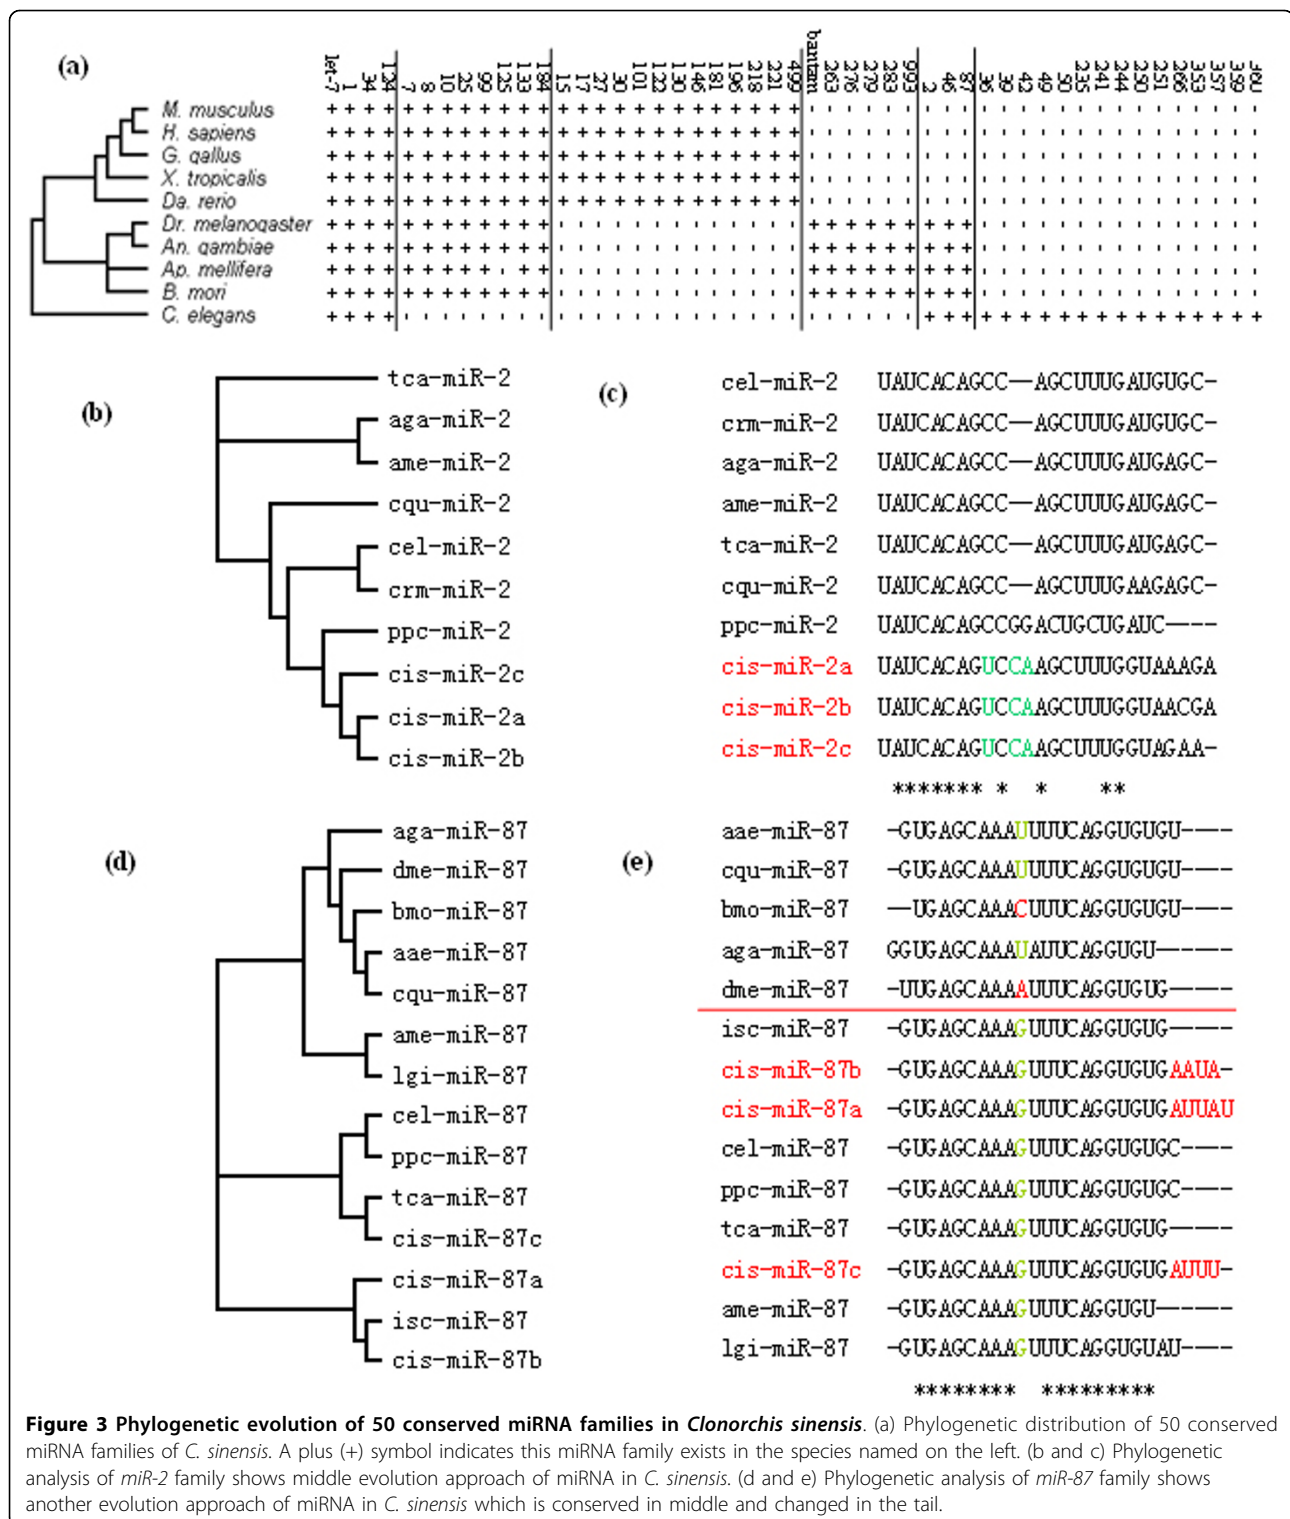 (a)
let-7 1 34 124 7 8 10 25 99 125 133 184 15 17 27 30 101 122 130 146 181 196 218 221 499 bantam 263 276 279 283 993 2 46 87 36 39 42 49 50 235 241 244 250 251 266 353 357 359 360
M. musculus + + + + + + + + + + + + + + + + + + + + + + + + + - - - - - - - - - - - - - - - - - - - - - - - -
H. sapiens + + + + + + + + + + + + + + + + + + + + + + + + + - - - - - - - - - - - - - - - - - - - - - - - -
G. gallus + + + + + + + + + + + + + + + + + + + + + + + + + - - - - - - - - - - - - - - - - - - - - - - - -
X. tropicalis + + + + + + + + + + + + + + + + + + + + + + + + + - - - - - - - - - - - - - - - - - - - - - - - -
Da. rerio + + + + + + + + + + + + + + + + + + + + + + + + + - - - - - - - - - - - - - - - - - - - - - - - -
Dr. melanogaster + + + + + + + + + + + + - - - - - - - - - - - - - + + + + + + + + + - - - - - - - - - - - - - - -
An. gambiae + + + + + + + + + + + + - - - - - - - - - - - - - + + + + + + + + + - - - - - - - - - - - - - - -
Ap. mellifera + + + + + + + + + - + + - - - - - - - - - - - - - + + + + + + + + + - - - - - - - - - - - - - - -
B. mori + + + + + + + + + + + + - - - - - - - - - - - - - + + + + + + + + + - - - - - - - - - - - - - - -
C. elegans + + + + - - - - - - - - - - - - - - - - - - - - - - - - - - - + + + + + + + + + + + + + + + + + +
(b)
tca-miR-2
aga-miR-2
ame-miR-2
cqu-miR-2
cel-miR-2
crm-miR-2
ppc-miR-2
cis-miR-2c
cis-miR-2a
cis-miR-2b
(c)
cel-miR-2 UAUCACAGCC--AGCUUUGAUGUGC-
crm-miR-2 UAUCACAGCC--AGCUUUGAUGUGC-
aga-miR-2 UAUCACAGCC--AGCUUUGAUGAGC-
ame-miR-2 UAUCACAGCC--AGCUUUGAUGAGC-
tca-miR-2 UAUCACAGCC--AGCUUUGAUGAGC-
cqu-miR-2 UAUCACAGCC--AGCUUUGAAGAGC-
ppc-miR-2 UAUCACAGCCGGACUGCUGAUC----
cis-miR-2a UAUCACAGUCCAAGCUUUGGUAAAGA
cis-miR-2b UAUCACAGUCCAAGCUUUGGUAACGA
cis-miR-2c UAUCACAGUCCAAGCUUUGGUAGAA-
******* * * **
(d)
aga-miR-87
dme-miR-87
bmo-miR-87
aae-miR-87
cqu-miR-87
ame-miR-87
lgi-miR-87
cel-miR-87
ppc-miR-87
tca-miR-87
cis-miR-87c
cis-miR-87a
isc-miR-87
cis-miR-87b
(e)
aae-miR-87 -GUGAGCAAAUUUUCAGGUGUGU----
cqu-miR-87 -GUGAGCAAAUUUUCAGGUGUGU----
bmo-miR-87 --UGAGCAAACUUUCAGGUGUGU----
aga-miR-87 GGUGAGCAAAUAUUCAGGUGU------
dme-miR-87 -UUGAGCAAAAUUUCAGGUGUG-----
isc-miR-87 -GUGAGCAAAGUUUCAGGUGUG-----
cis-miR-87b -GUGAGCAAAGUUUCAGGUGUGAAUA-
cis-miR-87a -GUGAGCAAAGUUUCAGGUGUGAUUAU
cel-miR-87 -GUGAGCAAAGUUUCAGGUGUGC----
ppc-miR-87 -GUGAGCAAAGUUUCAGGUGUGC----
tca-miR-87 -GUGAGCAAAGUUUCAGGUGUG-----
cis-miR-87c -GUGAGCAAAGUUUCAGGUGUGAUUU-
ame-miR-87 -GUGAGCAAAGUUUCAGGUGU------
lgi-miR-87 -GUGAGCAAAGUUUCAGGUGUAU----
******** *********
Figure 3 Phylogenetic evolution of 50 conserved miRNA families in Clonorchis sinensis. (a) Phylogenetic distribution of 50 conserved
miRNA families of C. sinensis. A plus (+) symbol indicates this miRNA family exists in the species named on the left. (b and c) Phylogenetic
analysis of miR-2 family shows middle evolution approach of miRNA in C. sinensis. (d and e) Phylogenetic analysis of miR-87 family shows
another evolution approach of miRNA in C. sinensis which is conserved in middle and changed in the tail.